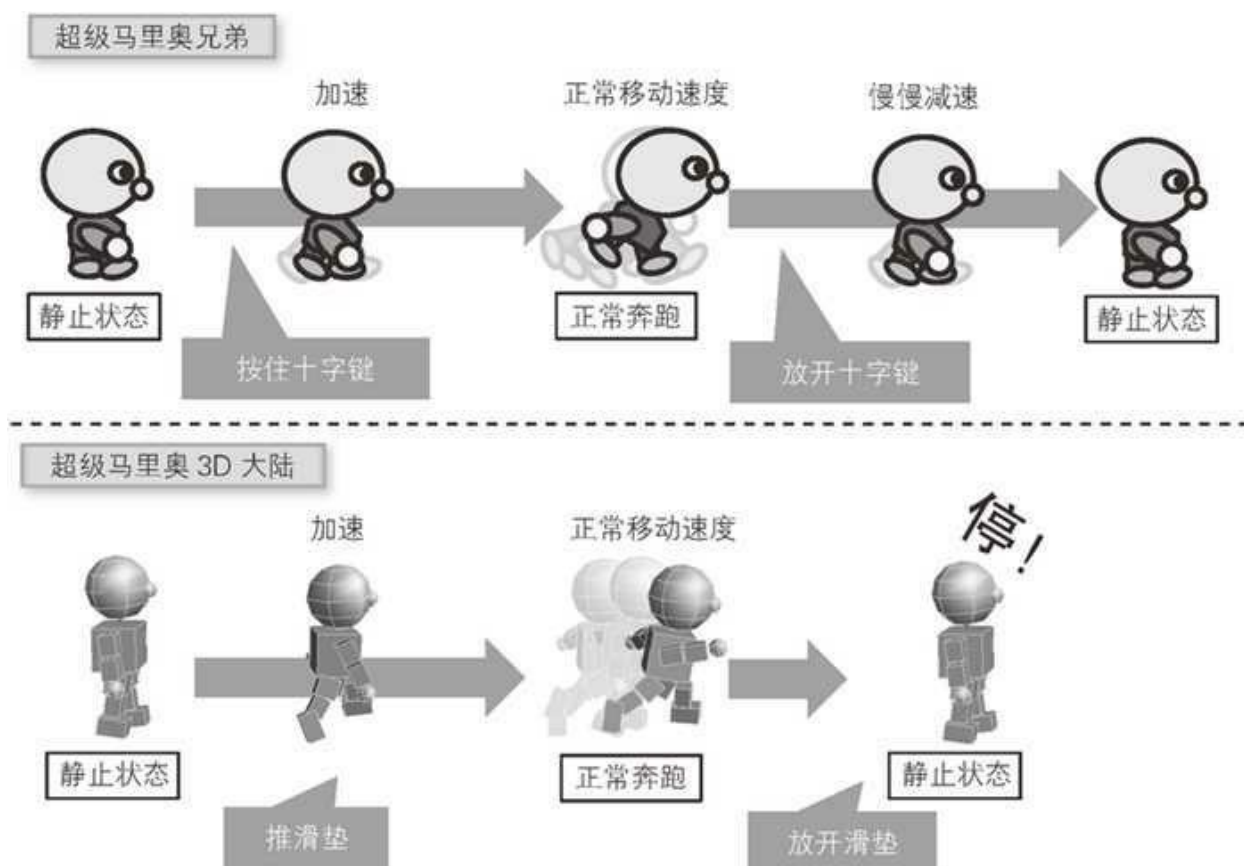 超级马里奥兄弟
加速
正常移动速度
慢慢减速
静止状态
正常奔跑
静止状态
按住十字键
放开十字键
超级马里奥 3D 大陆
加速
正常移动速度
停!
静止状态
正常奔跑
静止状态
推滑垫
放开滑垫